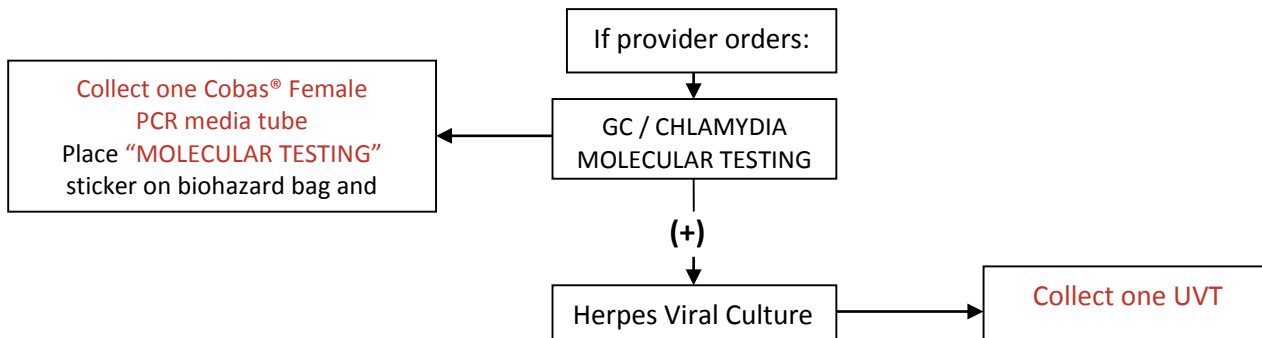 If provider orders:
Collect one Cobas® Female
PCR media tube
Place “MOLECULAR TESTING”
sticker on biohazard bag and
GC / CHLAMYDIA
MOLECULAR TESTING
(+)
Herpes Viral Culture
Collect one UVT